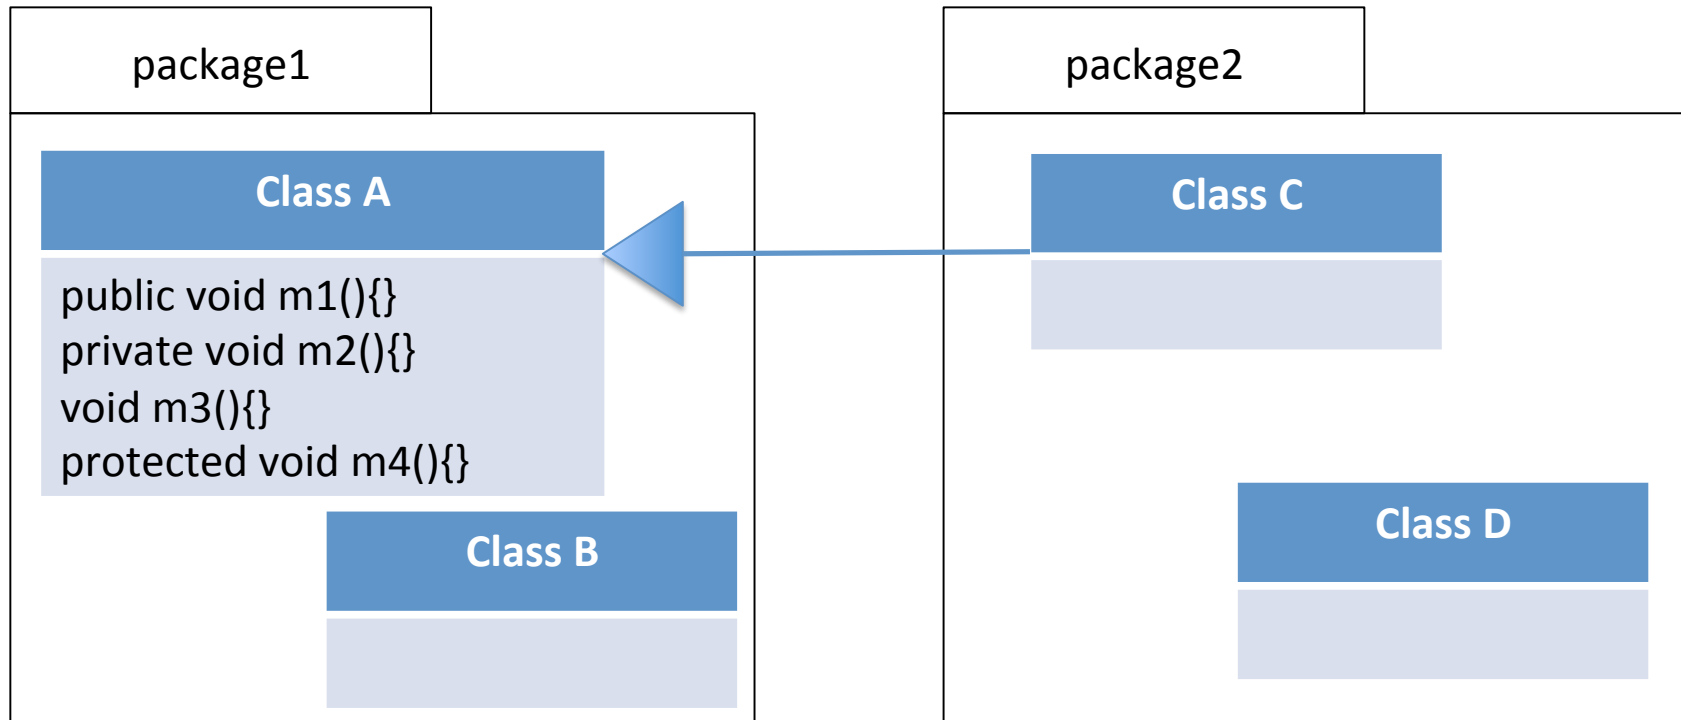 package1
Class A
public void m1(){}
private void m2(){}
void m3(){}
protected void m4(){}
Class B
package2
Class C
Class D